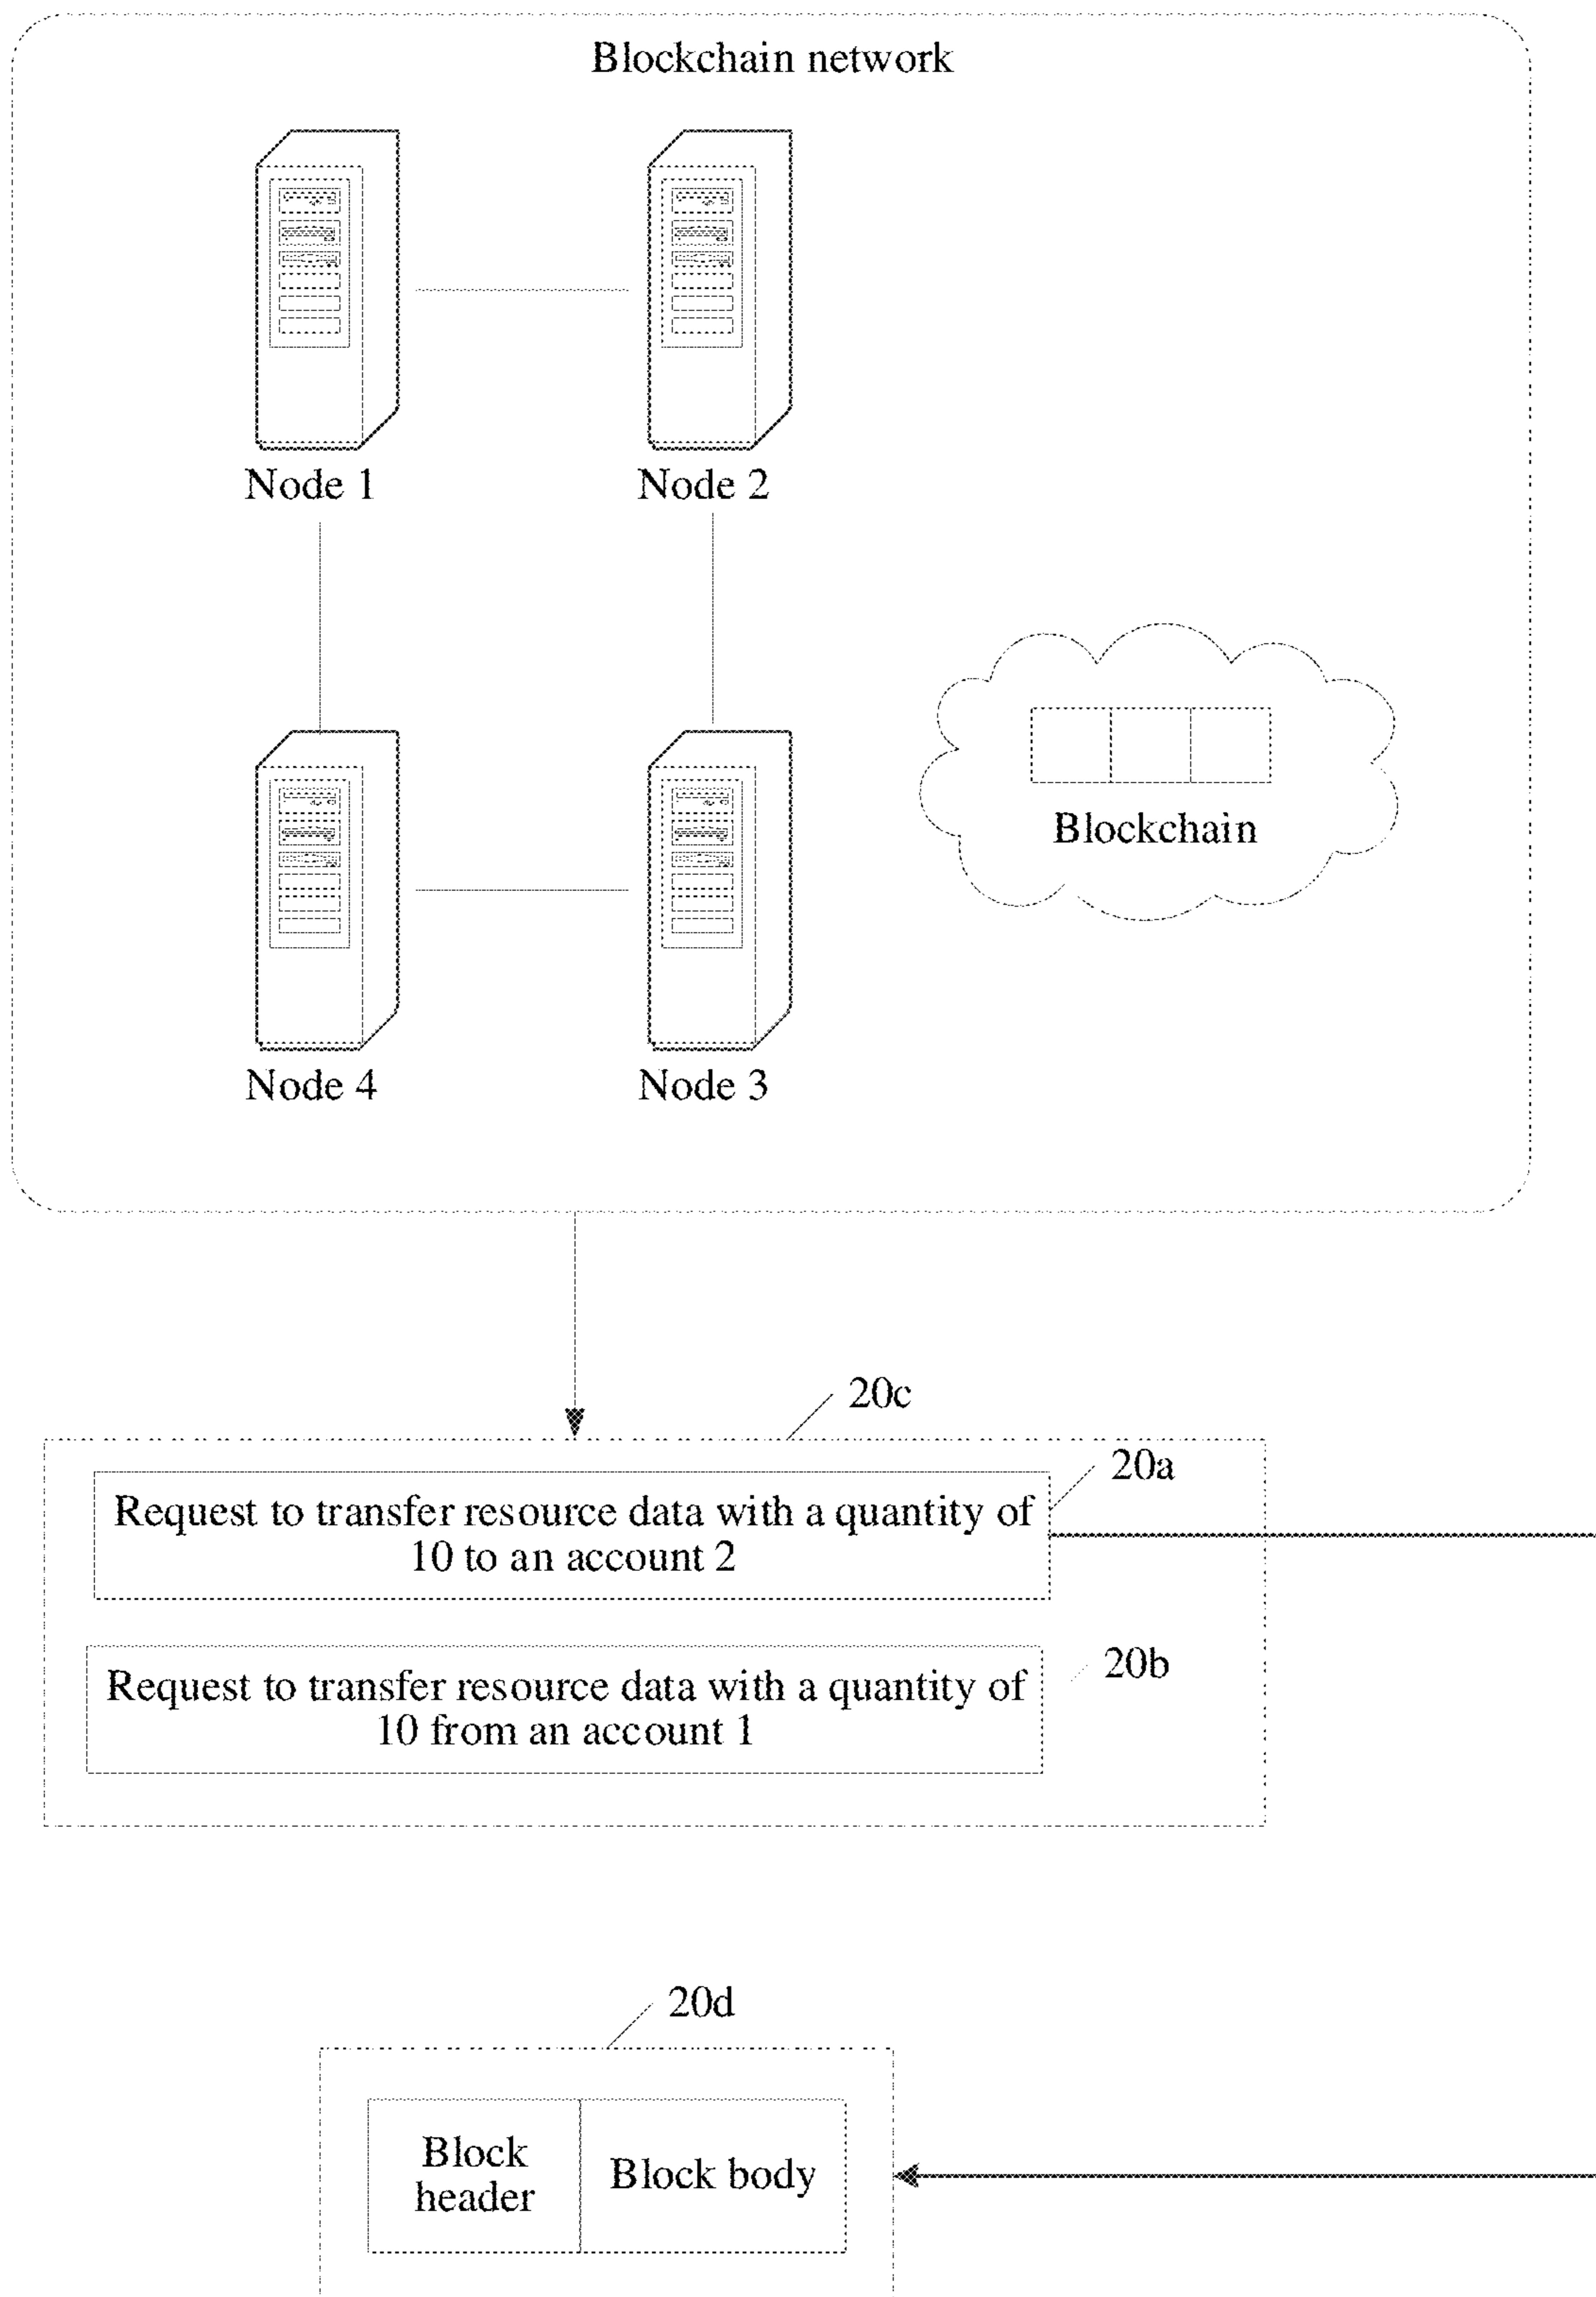 Blockchain network
Node 1
Node 2
Blockchain
Node 4
Node 3
20c
20a
Request to transfer resource data with a quantity of
10 to an account 2
20b
Request to transfer resource data with a quantity of
10 from an account 1
20d
Block
header
Block body